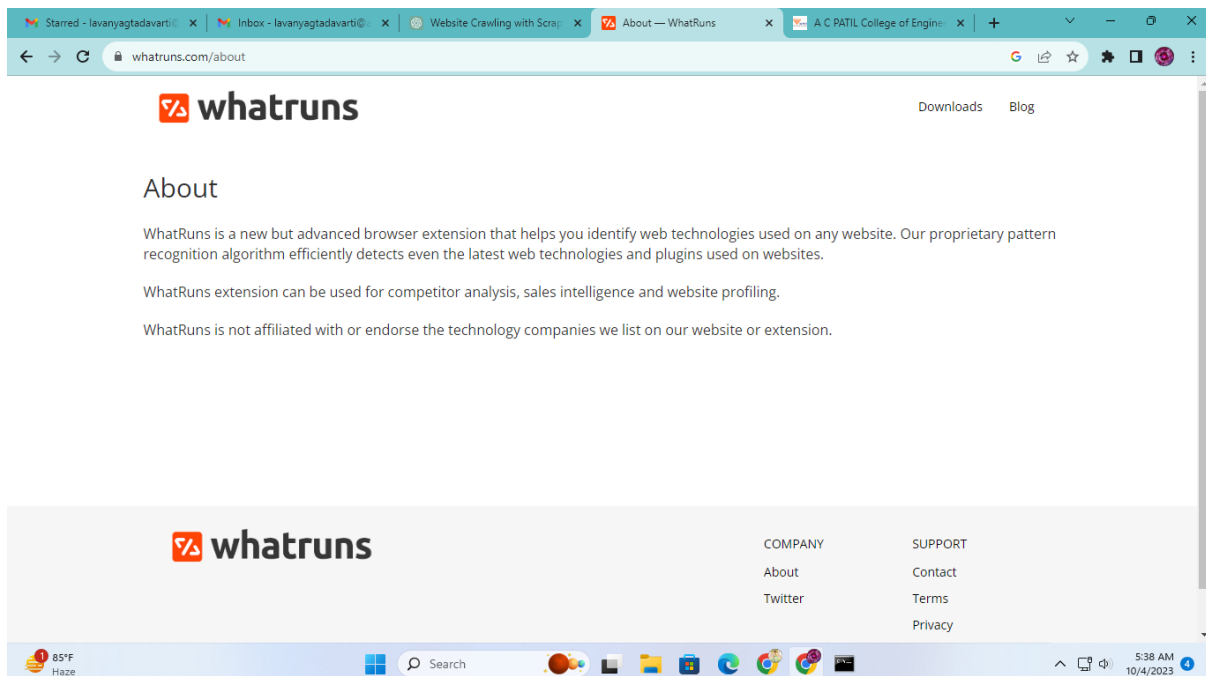 Starred - lavanyagtadavarti@
Inbox - lavanyagtadavarti@a
Website Crawling with Scrap
About — WhatRuns
A C PATIL College of Engine
whatruns.com/about
whatruns
Downloads
Blog
About
WhatRuns is a new but advanced browser extension that helps you identify web technologies used on any website. Our proprietary pattern
recognition algorithm efficiently detects even the latest web technologies and plugins used on websites.
WhatRuns extension can be used for competitor analysis, sales intelligence and website profiling.
WhatRuns is not affiliated with or endorse the technology companies we list on our website or extension.
whatruns
COMPANY
About
Twitter
SUPPORT
Contact
Terms
Privacy
1
85°F
Haze
Search
5:38 AM
10/4/2023
4